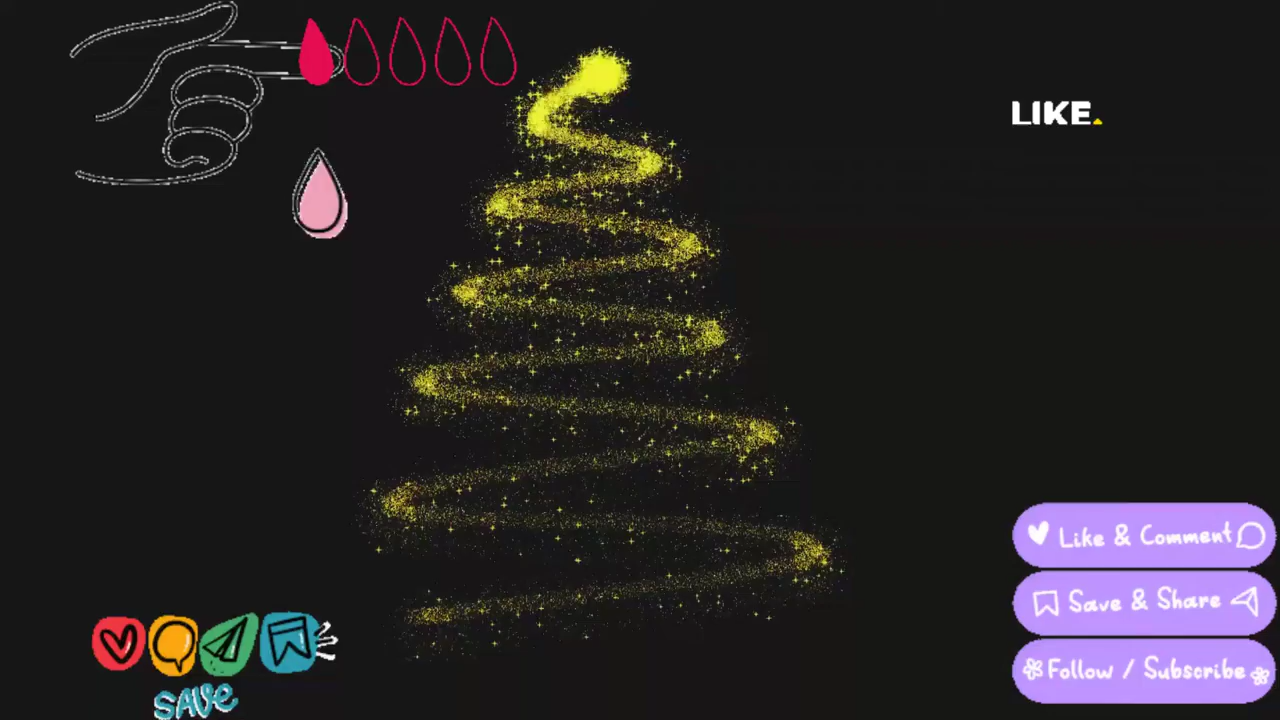 LIKE.
Like & Comment
Save & Share
Follow / Subscribe
SAVE